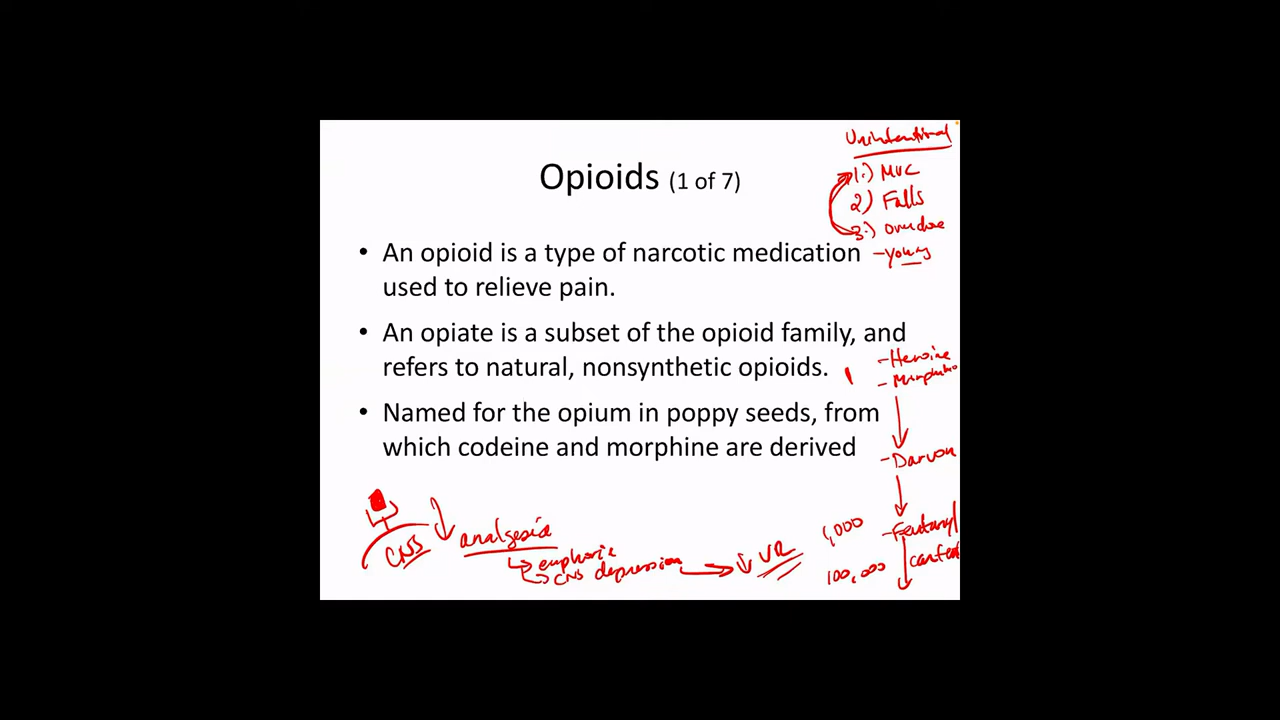 Unintentional
1.) MVC
Opioids (1 of 7)
2) Falls
3.) Overdose
- young
• An opioid is a type of narcotic medication
used to relieve pain.
• An opiate is a subset of the opioid family, and
refers to natural, nonsynthetic opioids.
- Heroine
• Named for the opium in poppy seeds, from
which codeine and morphine are derived
- Darvon
CNS
analgesia
euphoria
CNS depression
↓ VR
1,000
- Fentanyl
100,000